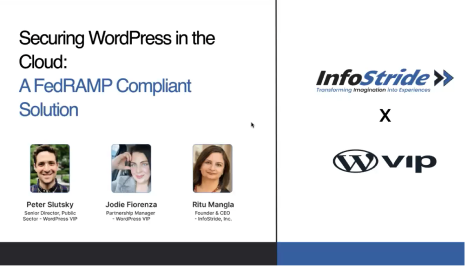 Securing WordPress in the
Cloud:
A FedRAMP Compliant
Solution
Peter Slutsky
Senior Director, Public
Sector - WordPress VIP
Jodie Fiorenza
Partnership Manager
- WordPress VIP
Ritu Mangla
Founder & CEO
- InfoStride, Inc.
InfoStride
Transforming Imagination Into Experiences
X
W VIP